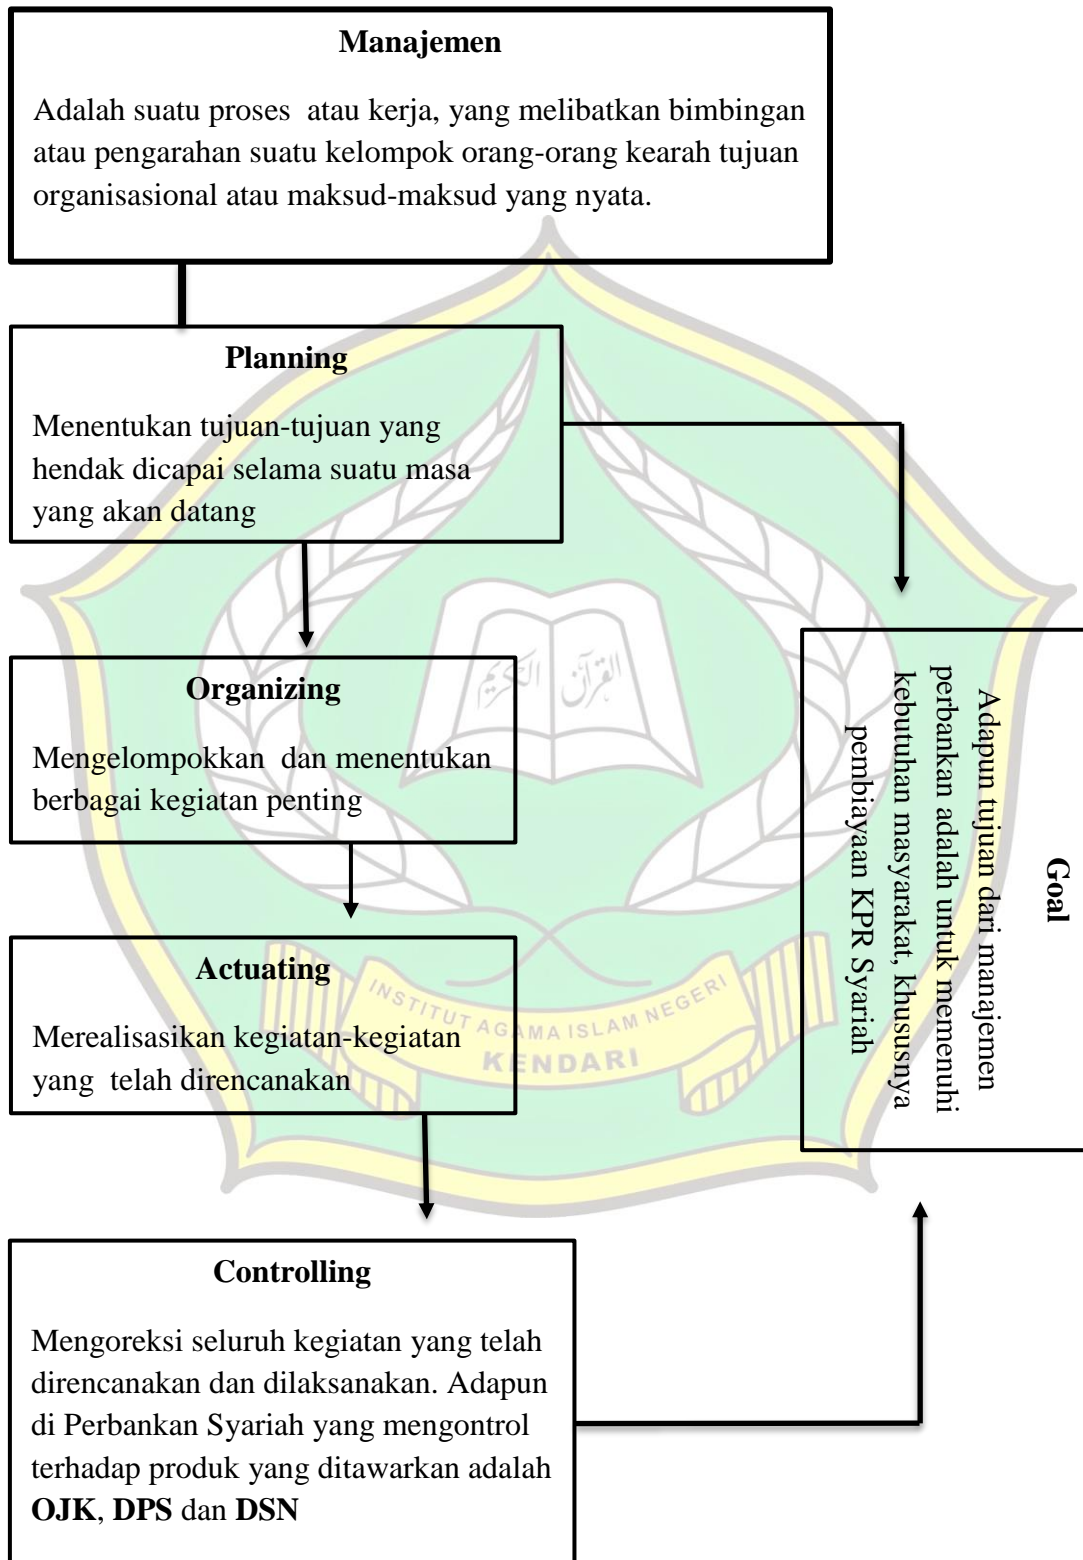 Manajemen
Adalah suatu proses atau kerja, yang melibatkan bimbingan
atau pengarahan suatu kelompok orang-orang kearah tujuan
organisasional atau maksud-maksud yang nyata.
Planning
Menentukan tujuan-tujuan yang
hendak dicapai selama suatu masa
yang akan datang
Organizing
Mengelompokkan dan menentukan
berbagai kegiatan penting
Actuating
Merealisasikan kegiatan-kegiatan
yang telah direncanakan
Controlling
Mengoreksi seluruh kegiatan yang telah
direncanakan dan dilaksanakan. Adapun
di Perbankan Syariah yang mengontrol
terhadap produk yang ditawarkan adalah
OJK, DPS dan DSN
Goal
Adapun tujuan dari manajemen
perbankan adalah untuk memenuhi
kebutuhan masyarakat, khususnya
pembiayaan KPR Syariah
القرآن الكريم
INSTITUT AGAMA ISLAM NEGERI
KENDARI